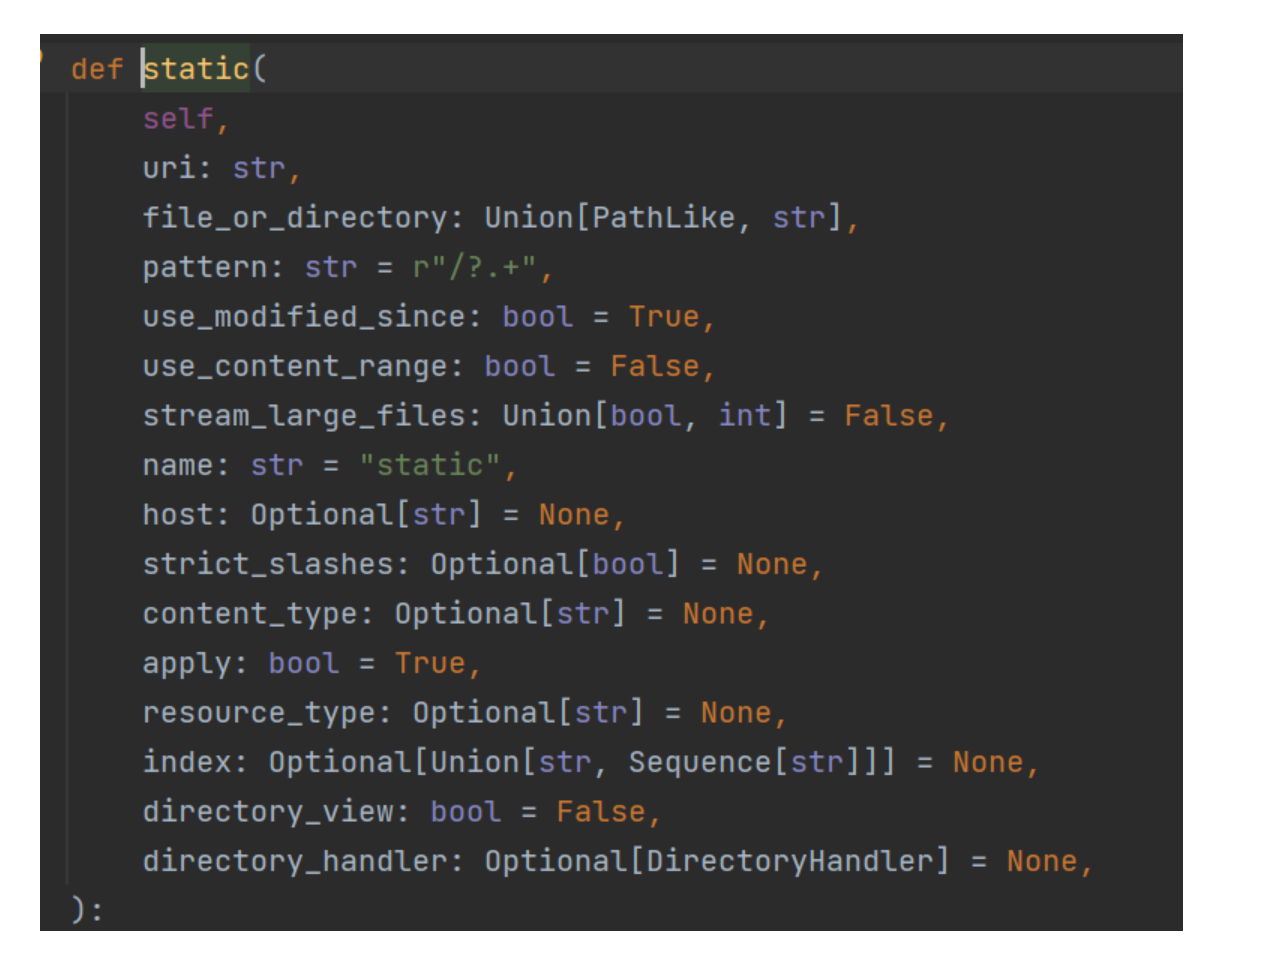 def static(
    self,
    uri: str,
    file_or_directory: Union[PathLike, str],
    pattern: str = r"/?.+",
    use_modified_since: bool = True,
    use_content_range: bool = False,
    stream_large_files: Union[bool, int] = False,
    name: str = "static",
    host: Optional[str] = None,
    strict_slashes: Optional[bool] = None,
    content_type: Optional[str] = None,
    apply: bool = True,
    resource_type: Optional[str] = None,
    index: Optional[Union[str, Sequence[str]]] = None,
    directory_view: bool = False,
    directory_handler: Optional[DirectoryHandler] = None,
):